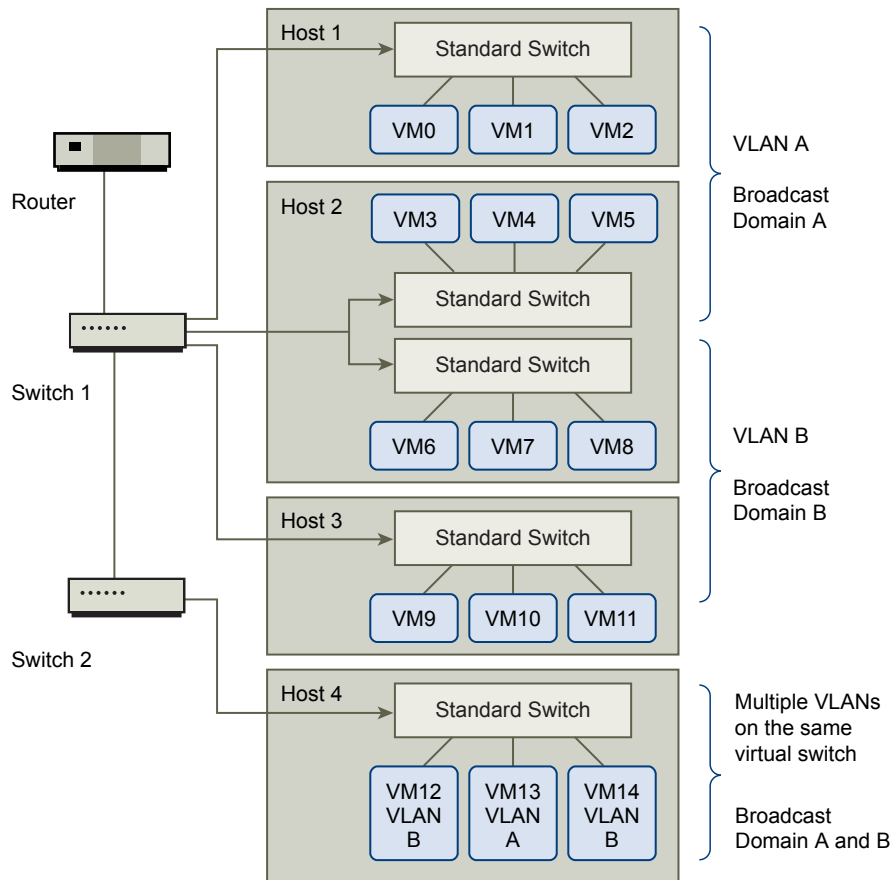 Host 1
Standard Switch
VM0
VM1
VM2
VLAN A
Broadcast
Domain A
Router
Host 2
VM3
VM4
VM5
Standard Switch
Standard Switch
VM6
VM7
VM8
Switch 1
VLAN B
Broadcast
Domain B
Host 3
Standard Switch
VM9
VM10
VM11
Switch 2
Host 4
Standard Switch
VM12
VLAN
B
VM13
VLAN
A
VM14
VLAN
B
Multiple VLANs
on the same
virtual switch
Broadcast
Domain A and B